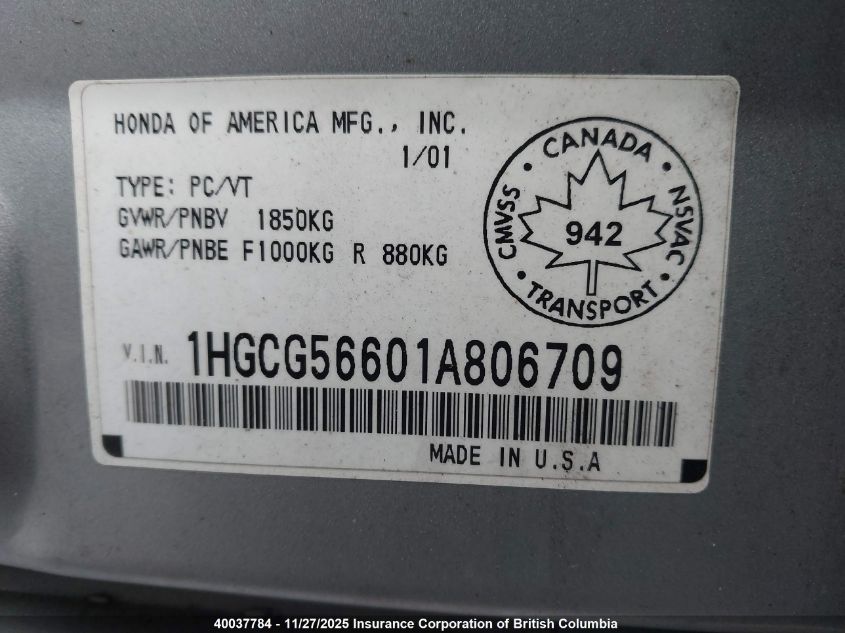 HONDA OF AMERICA MFG., INC.
1/01
TYPE: PC/VT
GVWR/PNBV 1850KG
GAWR/PNBE F1000KG R 880KG
CANADA
CMVSS
NSVAC
942
TRANSPORT
V.I.N. 1HGCG56601A806709
MADE IN U.S.A
40037784 - 11/27/2025 Insurance Corporation of British Columbia